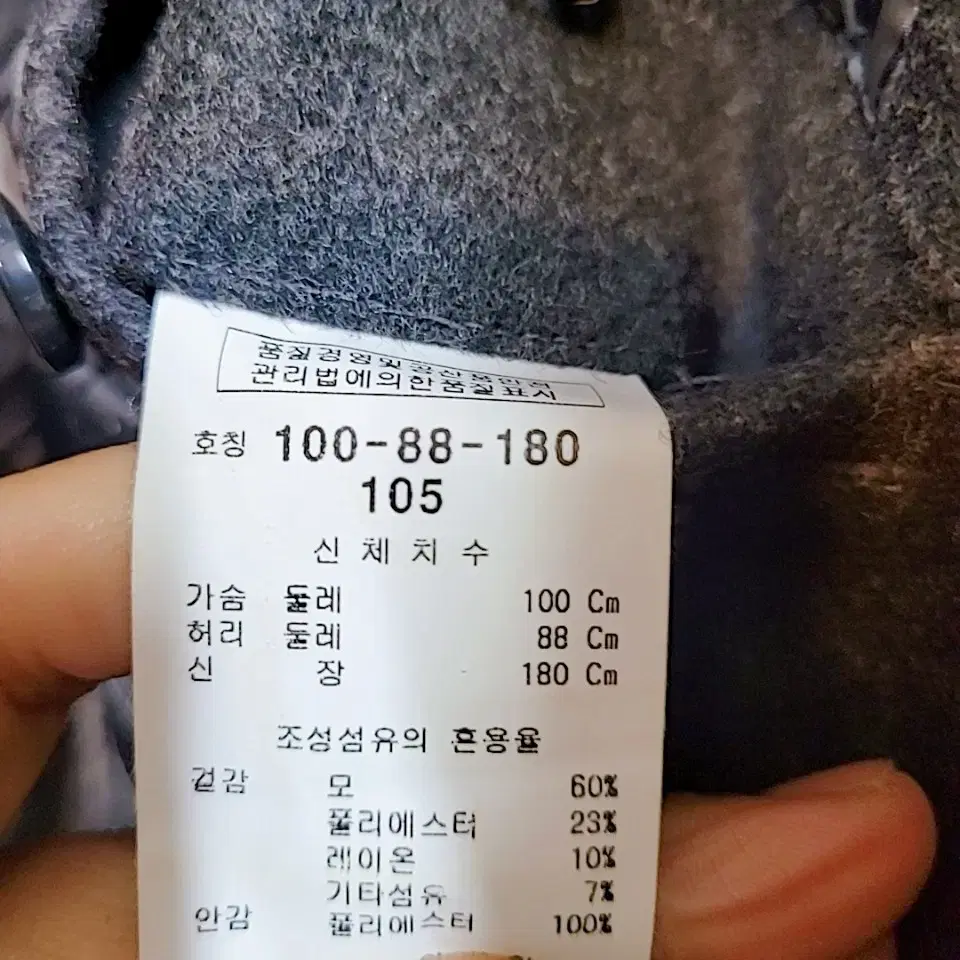 품질경영및공산품안전
관리법에의한품질표시
호칭 100-88-180
105
신 체 치 수
가슴 둘레 100 Cm
허리 둘레 88 Cm
신 장 180 Cm
조성섬유의 혼용율
겉감 모 60%
폴리에스터 23%
레이온 10%
기타섬유 7%
안감 폴리에스터 100%